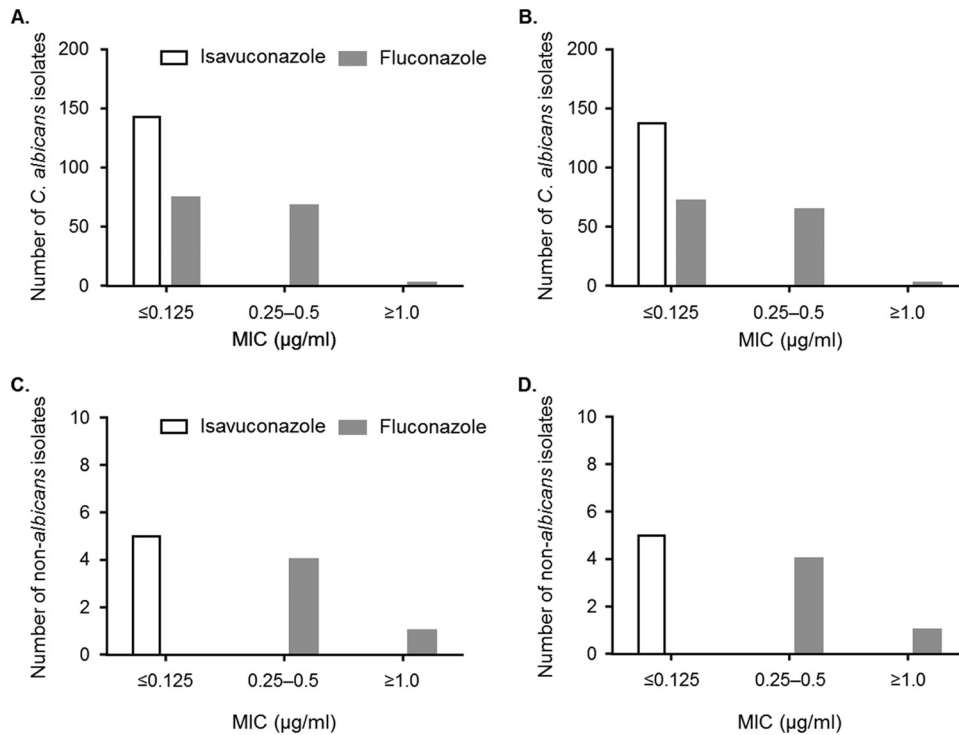 A.
Number of C. albicans isolates
200
150
100
50
0
Isavuconazole Fluconazole
≤0.125 0.25–0.5 ≥1.0
MIC (µg/ml)
B.
Number of C. albicans isolates
200
150
100
50
0
≤0.125 0.25–0.5 ≥1.0
MIC (µg/ml)
C.
Number of non-albicans isolates
10
8
6
4
2
0
Isavuconazole Fluconazole
≤0.125 0.25–0.5 ≥1.0
MIC (µg/ml)
D.
Number of non-albicans isolates
10
8
6
4
2
0
≤0.125 0.25–0.5 ≥1.0
MIC (µg/ml)